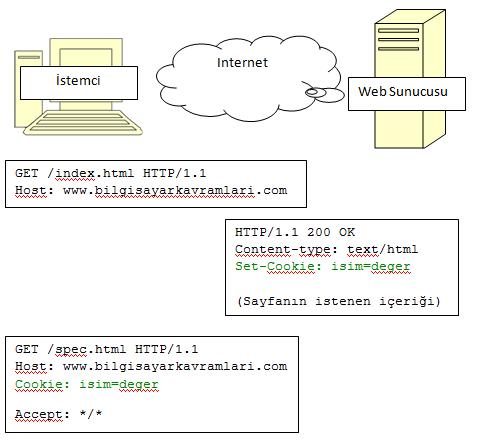 İstemci
Internet
Web Sunucusu
GET /index.html HTTP/1.1
Host: www.bilgisayarkavramlari.com
HTTP/1.1 200 OK
Content-type: text/html
Set-Cookie: isim=deger
(Sayfanın istenen içeriği)
GET /spec.html HTTP/1.1
Host: www.bilgisayarkavramlari.com
Cookie: isim=deger
Accept: */*